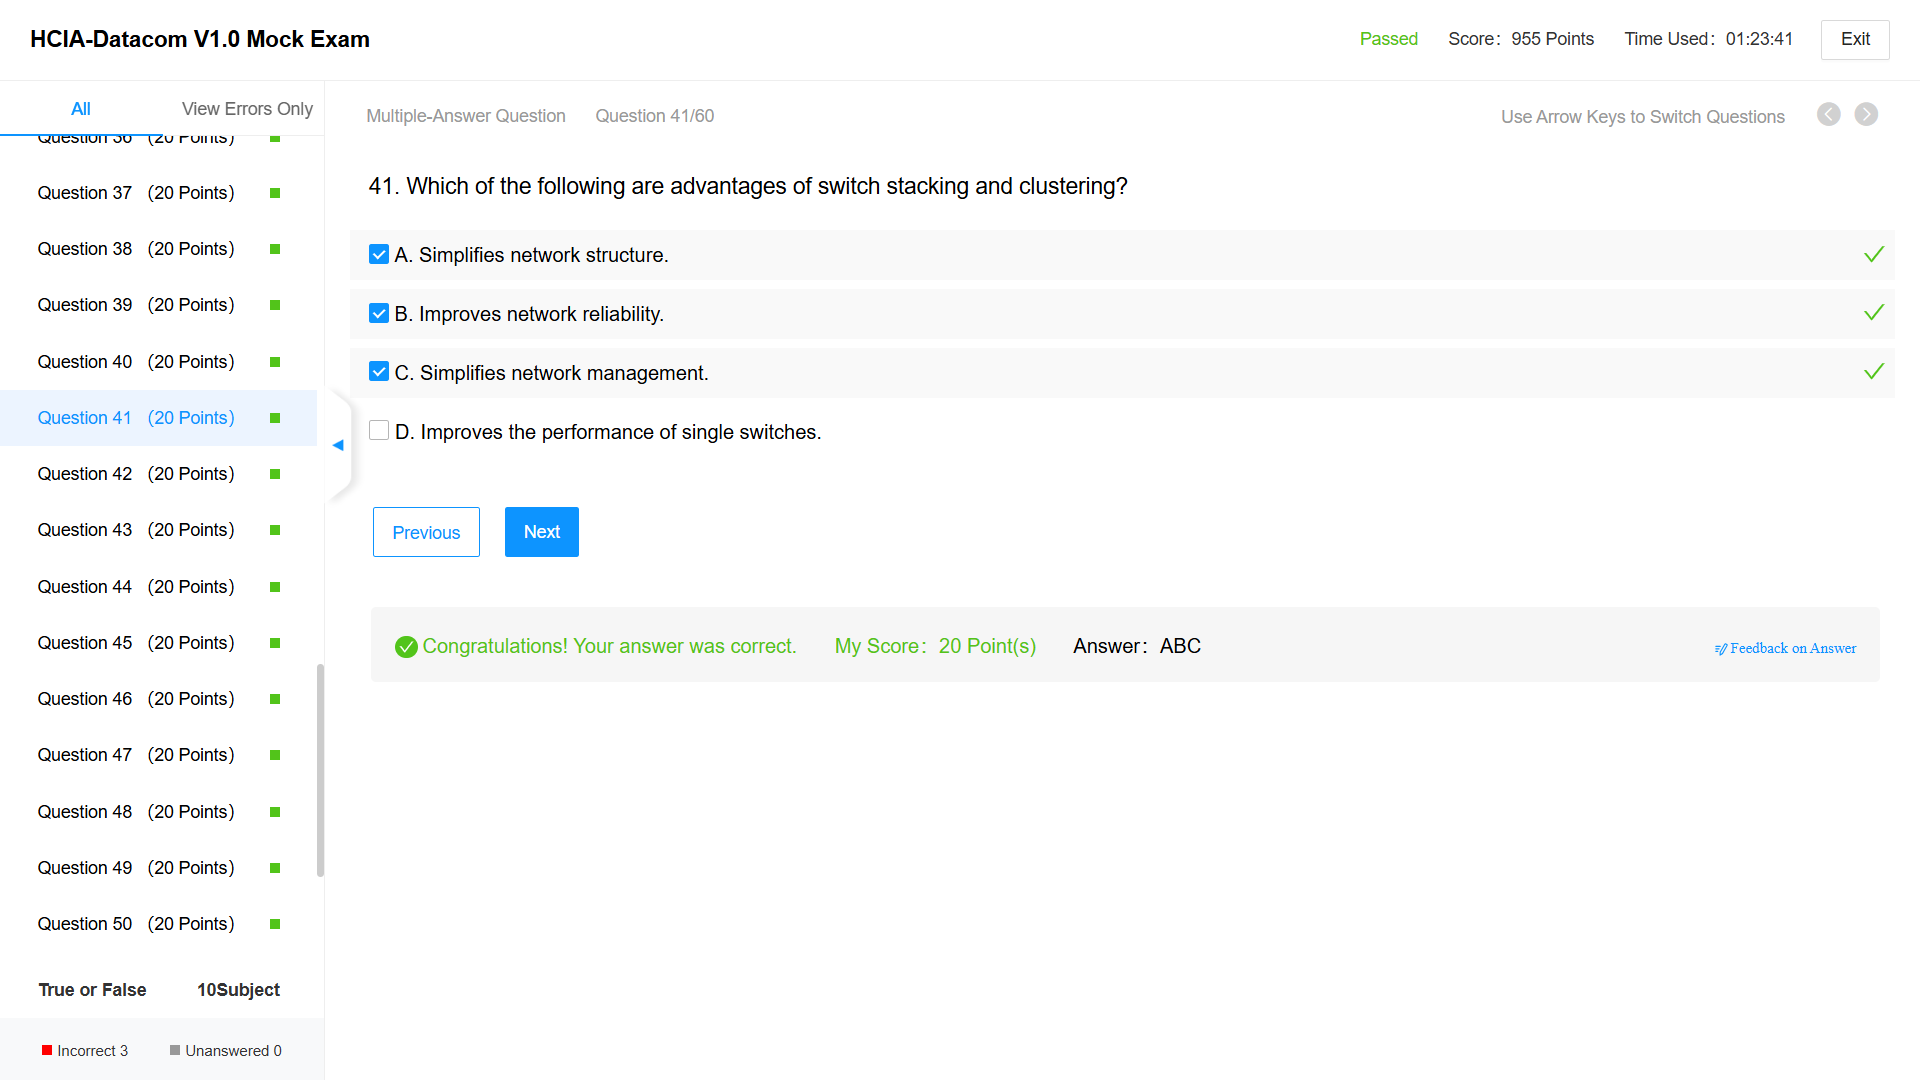 HCIA-Datacom V1.0 Mock Exam
Passed
Score：955 Points
Time Used：01:23:41
Exit
All
View Errors Only
Question 36 (20 Points)
Question 37 (20 Points)
Question 38 (20 Points)
Question 39 (20 Points)
Question 40 (20 Points)
Question 41 (20 Points)
Question 42 (20 Points)
Question 43 (20 Points)
Question 44 (20 Points)
Question 45 (20 Points)
Question 46 (20 Points)
Question 47 (20 Points)
Question 48 (20 Points)
Question 49 (20 Points)
Question 50 (20 Points)
True or False 10Subject
Incorrect 3
Unanswered 0
Multiple-Answer Question
Question 41/60
Use Arrow Keys to Switch Questions
41. Which of the following are advantages of switch stacking and clustering?
A. Simplifies network structure.
B. Improves network reliability.
C. Simplifies network management.
D. Improves the performance of single switches.
Previous
Next
Congratulations! Your answer was correct.
My Score：20 Point(s)
Answer：ABC
Feedback on Answer